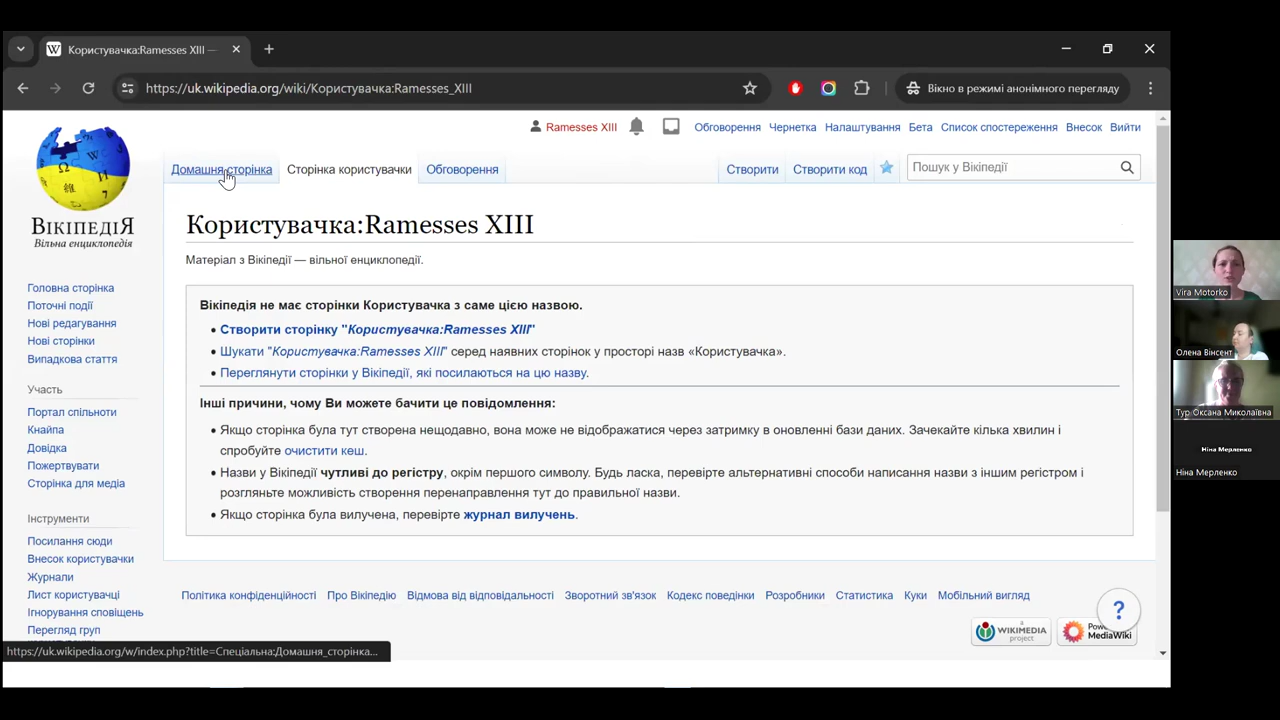 Користувачка:Ramesses XIII —
https://uk.wikipedia.org/wiki/Користувачка:Ramesses_XIII
Вікно в режимі анонімного перегляду
Ramesses XIII
Обговорення
Чернетка
Налаштування
Бета
Список спостереження
Внесок
Вийти
Домашня сторінка
Сторінка користувачки
Обговорення
Створити
Створити код
Пошук у Вікіпедії
ВІКІПЕДІЯ
Вільна енциклопедія
Користувачка:Ramesses XIII
Матеріал з Вікіпедії — вільної енциклопедії.
Вікіпедія не має сторінки Користувачка з саме цією назвою.
Створити сторінку "Користувачка:Ramesses XIII"
Шукати "Користувачка:Ramesses XIII" серед наявних сторінок у просторі назв «Користувачка».
Переглянути сторінки у Вікіпедії, які посилаються на цю назву.
Інші причини, чому Ви можете бачити це повідомлення:
Якщо сторінка була тут створена нещодавно, вона може не відображатися через затримку в оновленні бази даних. Зачекайте кілька хвилин і
спробуйте очистити кеш.
Назви у Вікіпедії чутливі до регістру, окрім першого символу. Будь ласка, перевірте альтернативні способи написання назви з іншим регістром і
розгляньте можливість створення перенаправлення тут до правильної назви.
Якщо сторінка була вилучена, перевірте журнал вилучень.
Головна сторінка
Поточні події
Нові редагування
Нові сторінки
Випадкова стаття
Участь
Портал спільноти
Кнайпа
Довідка
Пожертвувати
Сторінка для медіа
Інструменти
Посилання сюди
Внесок користувачки
Журнали
Лист користувачці
Ігнорування сповіщень
Перегляд груп
https://uk.wikipedia.org/w/index.php?title=Спеціальна:Домашня_сторінка...
Політика конфіденційності
Про Вікіпедію
Відмова від відповідальності
Зворотний зв'язок
Кодекс поведінки
Розробники
Статистика
Куки
Мобільний вигляд
a
WIKIMEDIA
project
Powe
MediaWiki
?
Vira Motorko
Олена Вінсент
Тур Оксана Миколаївна
Ніна Мерленко
Ніна Мерленко